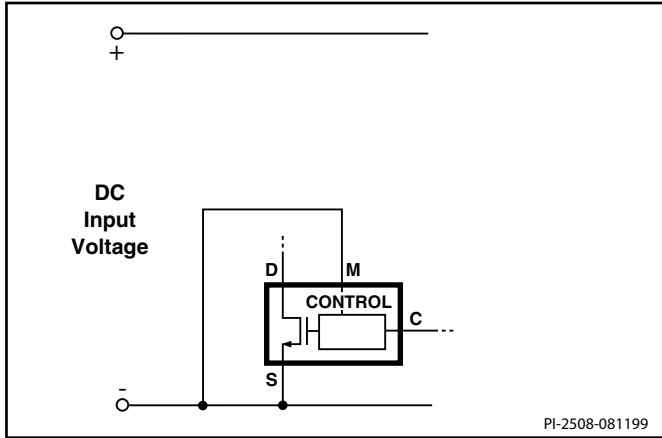 +
DC
Input
Voltage
D
M
CONTROL
C
S
-
PI-2508-081199